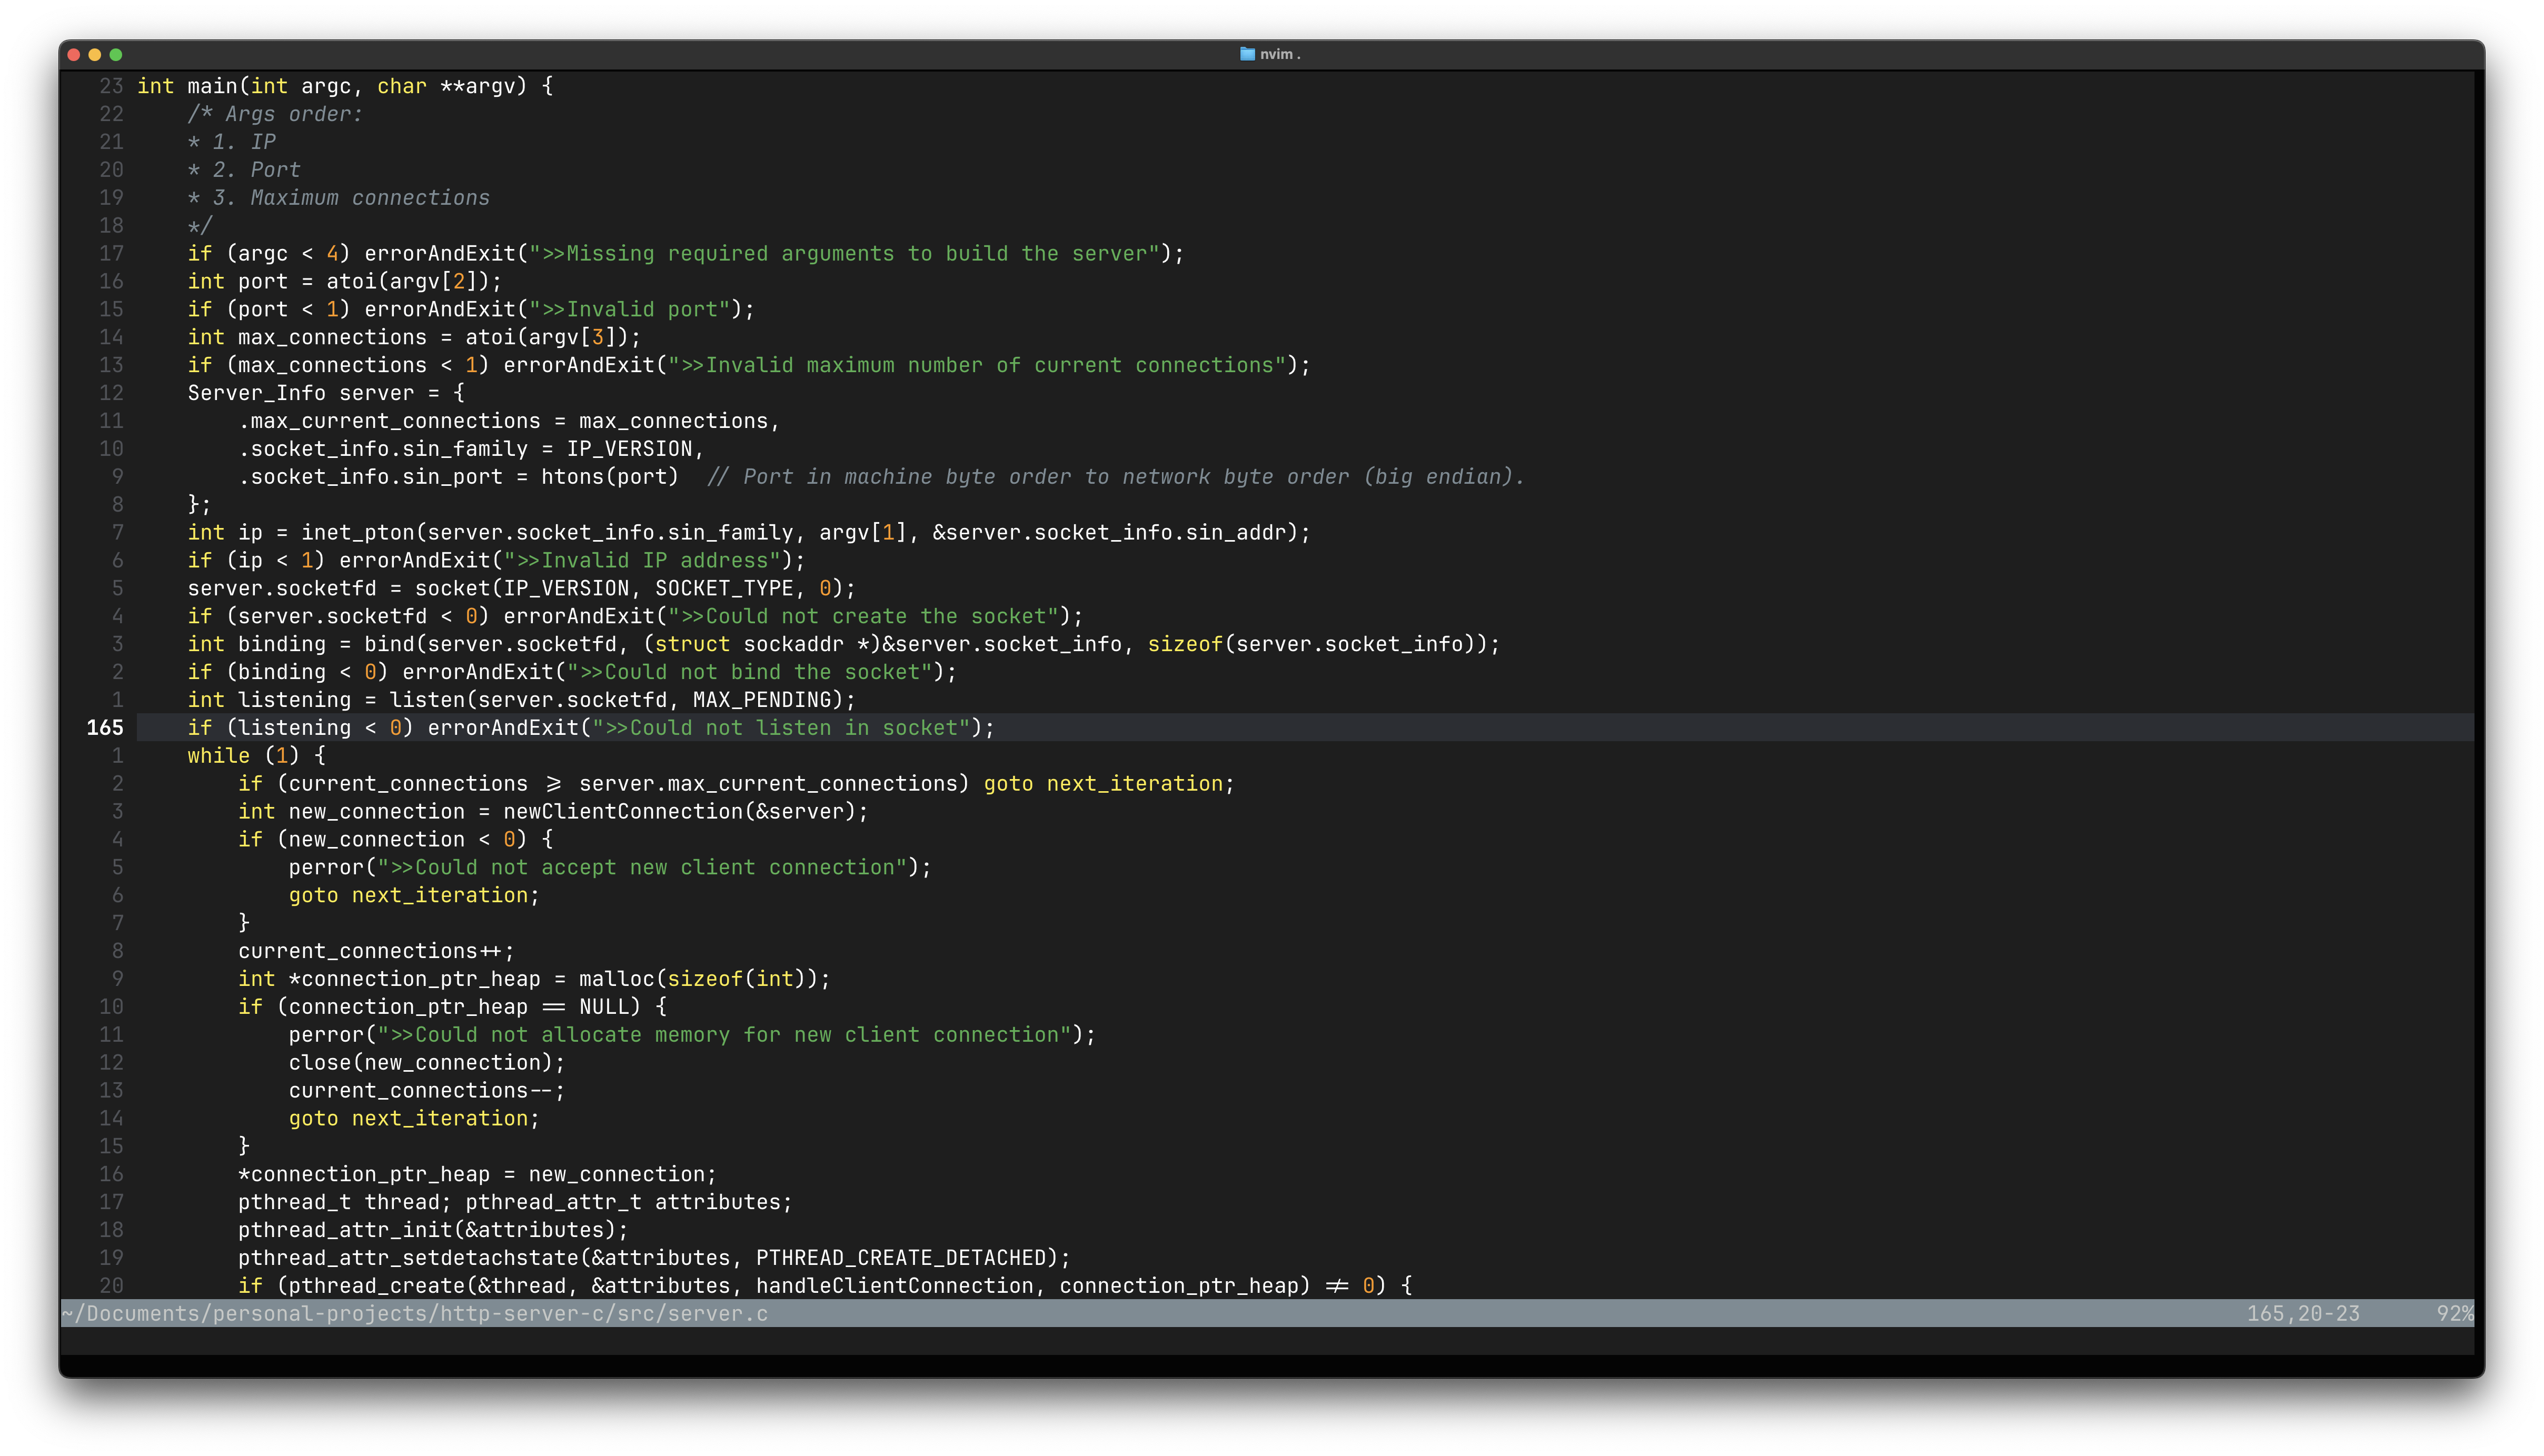 nvim .
23 int main(int argc, char **argv) {
22     /* Args order:
21     * 1. IP
20     * 2. Port
19     * 3. Maximum connections
18     */
17     if (argc < 4) errorAndExit(">>Missing required arguments to build the server");
16     int port = atoi(argv[2]);
15     if (port < 1) errorAndExit(">>Invalid port");
14     int max_connections = atoi(argv[3]);
13     if (max_connections < 1) errorAndExit(">>Invalid maximum number of current connections");
12     Server_Info server = {
11         .max_current_connections = max_connections,
10         .socket_info.sin_family = IP_VERSION,
9         .socket_info.sin_port = htons(port)  // Port in machine byte order to network byte order (big endian).
8     };
7     int ip = inet_pton(server.socket_info.sin_family, argv[1], &server.socket_info.sin_addr);
6     if (ip < 1) errorAndExit(">>Invalid IP address");
5     server.socketfd = socket(IP_VERSION, SOCKET_TYPE, 0);
4     if (server.socketfd < 0) errorAndExit(">>Could not create the socket");
3     int binding = bind(server.socketfd, (struct sockaddr *)&server.socket_info, sizeof(server.socket_info));
2     if (binding < 0) errorAndExit(">>Could not bind the socket");
1     int listening = listen(server.socketfd, MAX_PENDING);
165     if (listening < 0) errorAndExit(">>Could not listen in socket");
1     while (1) {
2         if (current_connections >= server.max_current_connections) goto next_iteration;
3         int new_connection = newClientConnection(&server);
4         if (new_connection < 0) {
5             perror(">>Could not accept new client connection");
6             goto next_iteration;
7         }
8         current_connections++;
9         int *connection_ptr_heap = malloc(sizeof(int));
10         if (connection_ptr_heap == NULL) {
11             perror(">>Could not allocate memory for new client connection");
12             close(new_connection);
13             current_connections--;
14             goto next_iteration;
15         }
16         *connection_ptr_heap = new_connection;
17         pthread_t thread; pthread_attr_t attributes;
18         pthread_attr_init(&attributes);
19         pthread_attr_setdetachstate(&attributes, PTHREAD_CREATE_DETACHED);
20         if (pthread_create(&thread, &attributes, handleClientConnection, connection_ptr_heap) != 0) {
~/Documents/personal-projects/http-server-c/src/server.c 165,20-23 92%